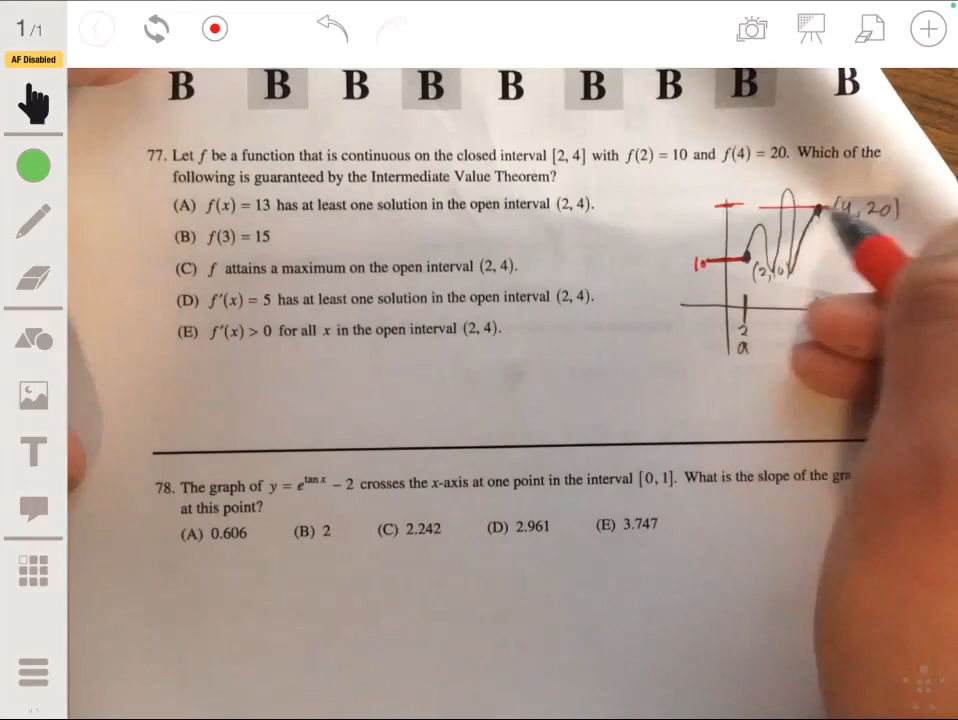 1/1
AF Disabled
B B B B B B B B B
77. Let f be a function that is continuous on the closed interval [2, 4] with f(2) = 10 and f(4) = 20. Which of the
following is guaranteed by the Intermediate Value Theorem?
(A) f(x) = 13 has at least one solution in the open interval (2, 4).
(B) f(3) = 15
(C) f attains a maximum on the open interval (2, 4).
(D) f′(x) = 5 has at least one solution in the open interval (2, 4).
(E) f′(x) > 0 for all x in the open interval (2, 4).
(4, 20)
10
(2,10)
2
a
78. The graph of y = e^{tan x} − 2 crosses the x-axis at one point in the interval [0, 1]. What is the slope of the gra
at this point?
(A) 0.606 (B) 2 (C) 2.242 (D) 2.961 (E) 3.747
T